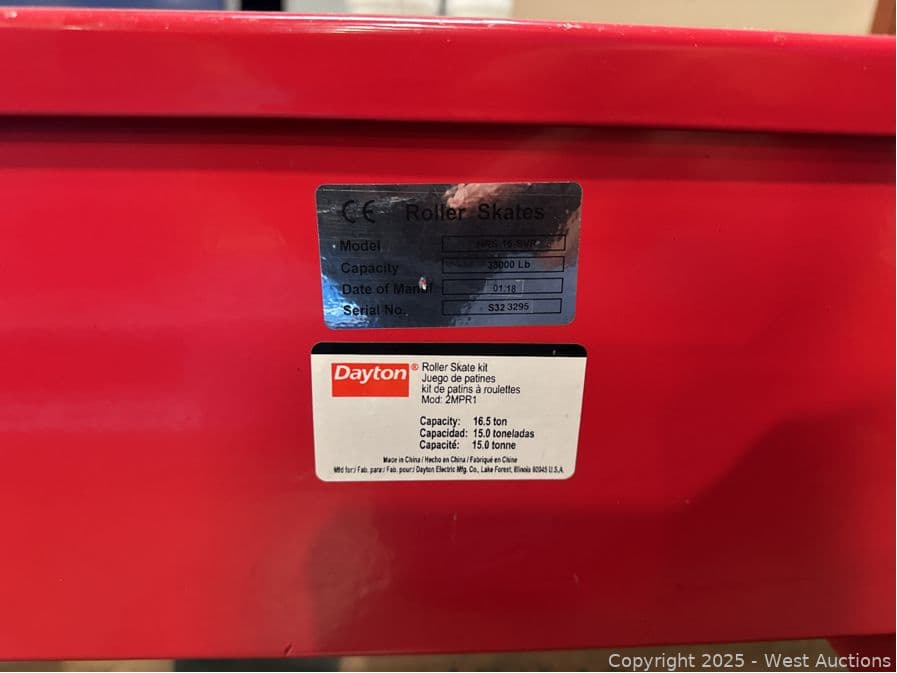 CE Roller Skates
Model
Capacity 33000 Lb
Date of Manuf 01.18
Serial No. S32 3295
Dayton®
Roller Skate kit
Juego de patines
kit de patins à roulettes
Mod: 2MPR1
Capacity: 16.5 ton
Capacidad: 15.0 toneladas
Capacité: 15.0 tonne
Made in China / Hecho en China / Fabriqué en Chine
Mfd for:/ Fab. para:/ Fab. pour:/ Dayton Electric Mfg. Co., Lake Forest, Illinois 60045 U.S.A.
Copyright 2025 - West Auctions